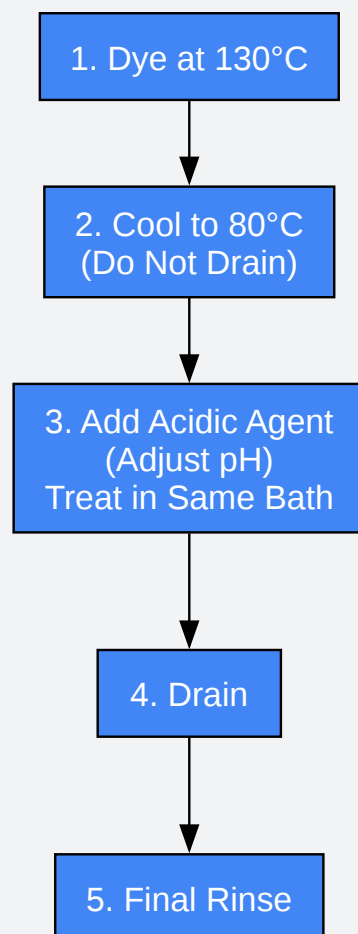 1. Dye at 130°C
2. Cool to 80°C
(Do Not Drain)
3. Add Acidic Agent
(Adjust pH)
Treat in Same Bath
4. Drain
5. Final Rinse